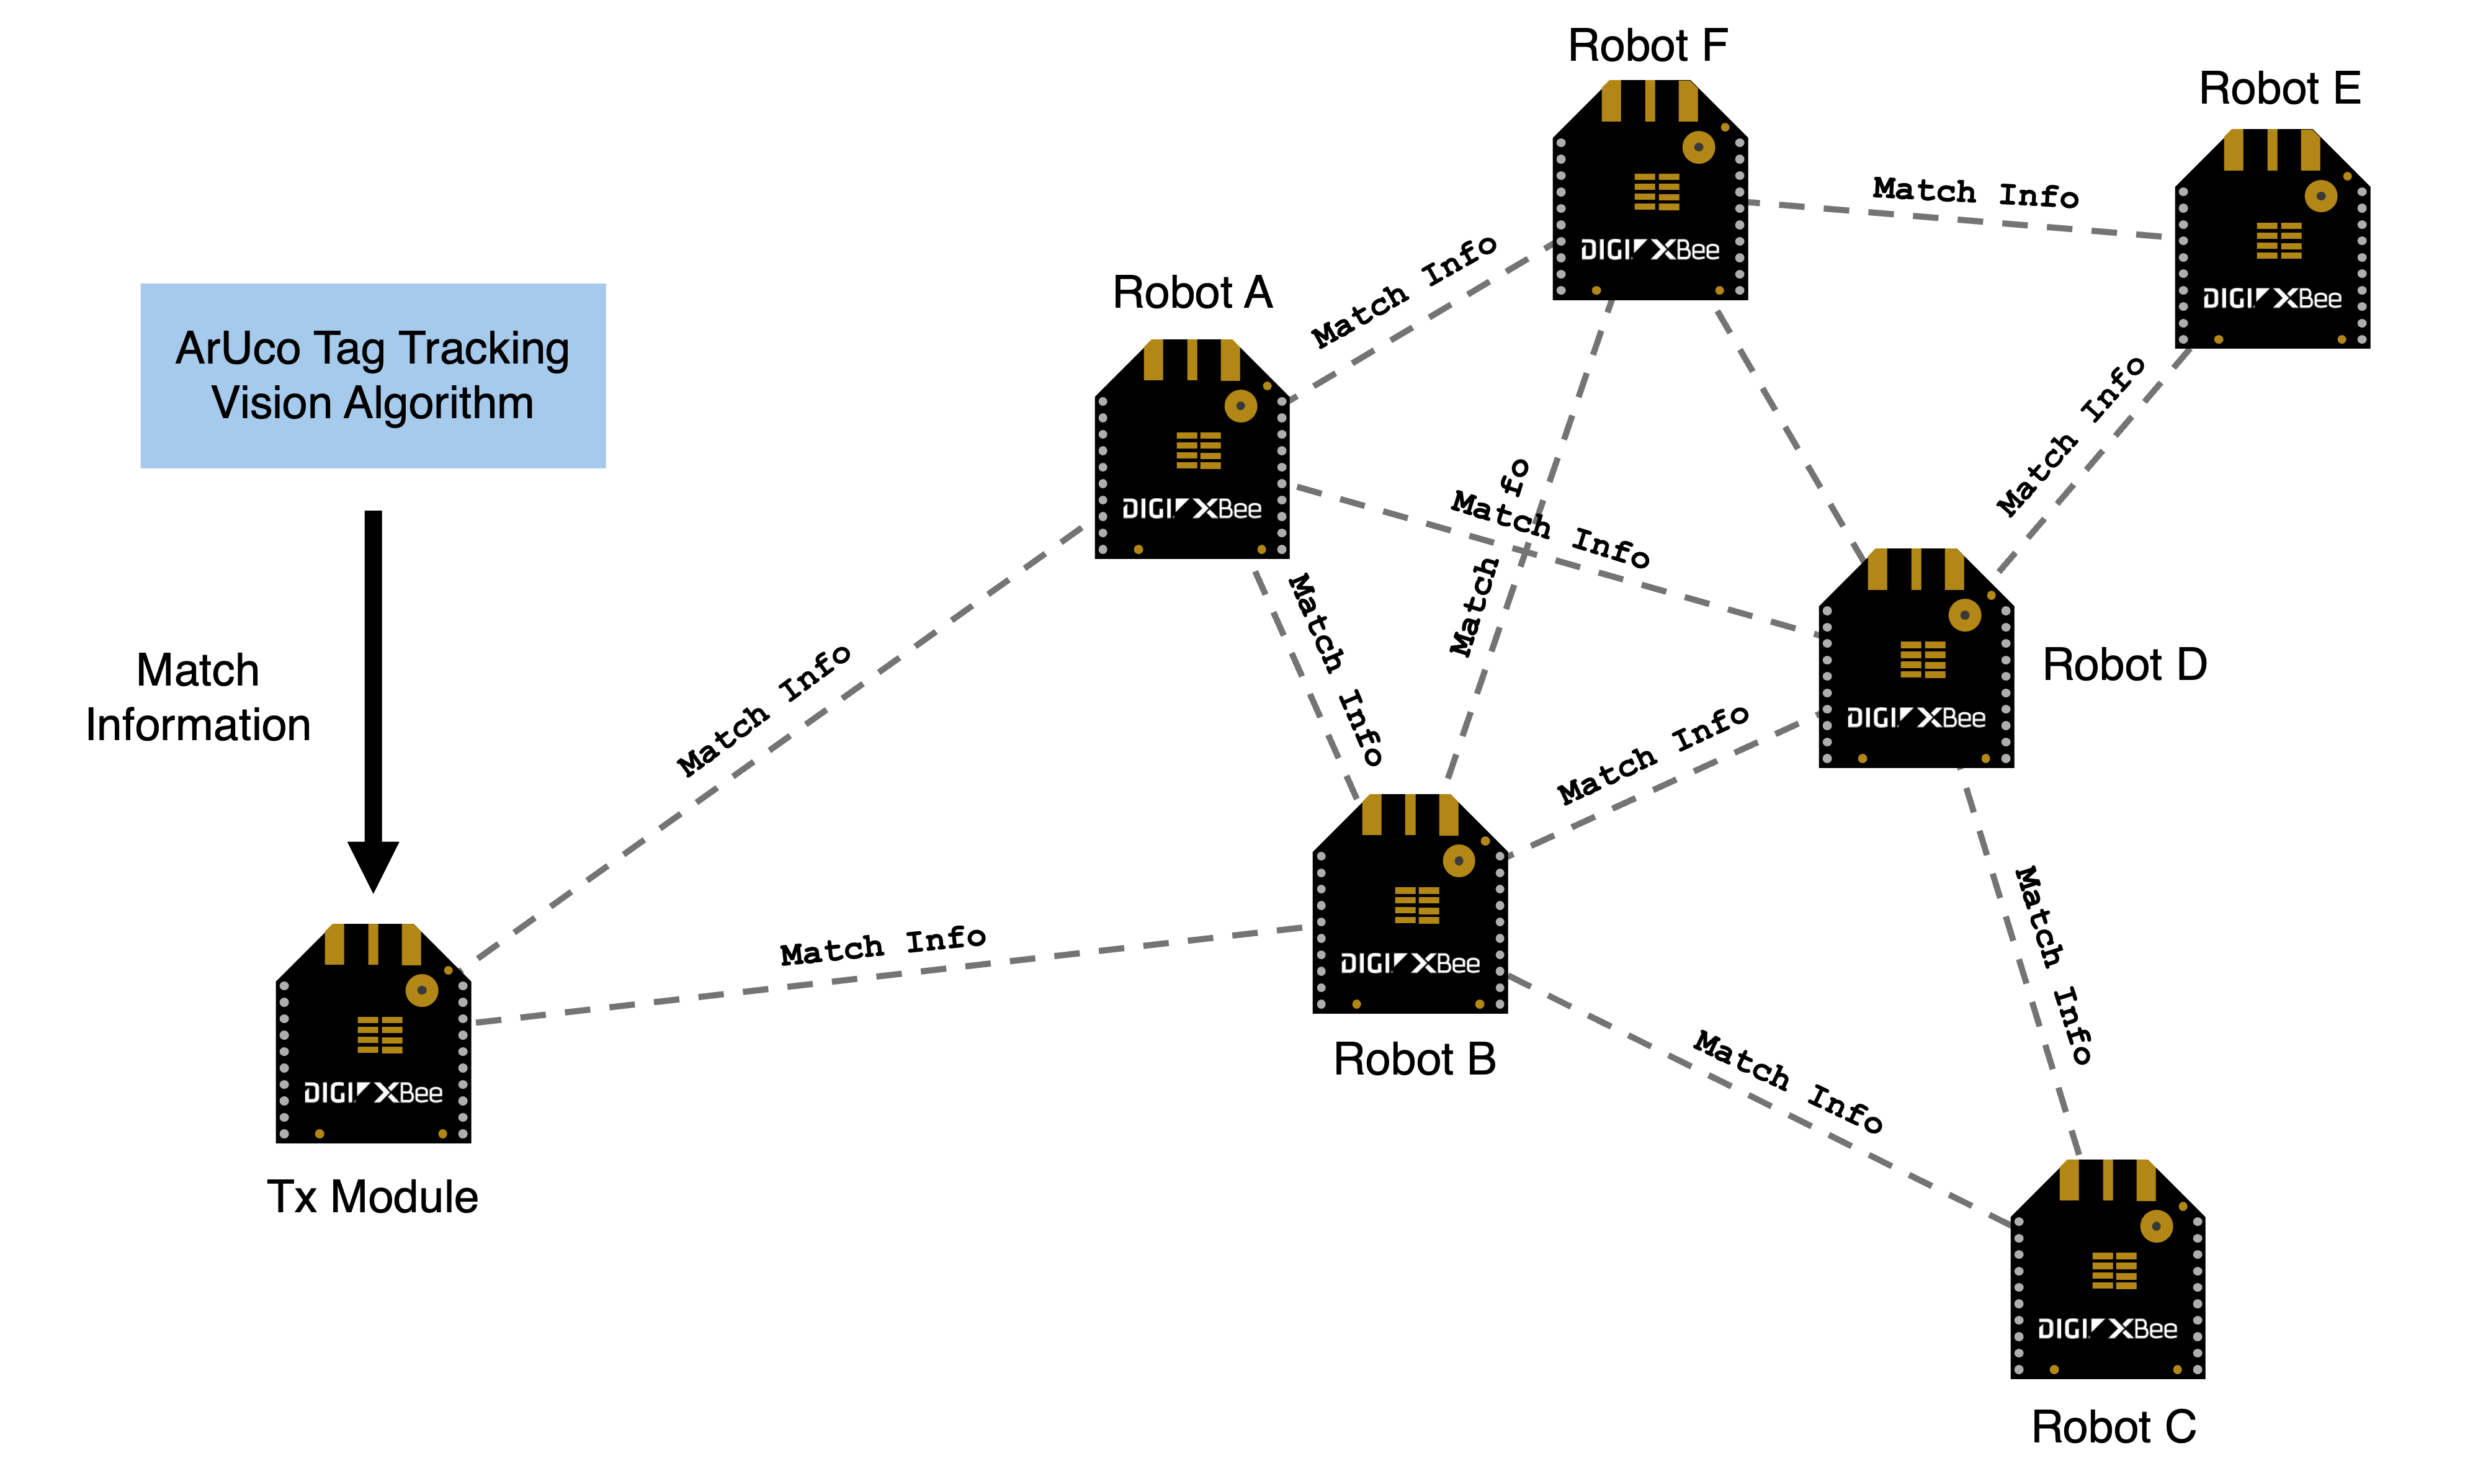 Robot F
Robot E
DIGI XBee
Match Info
DIGI XBee
Match Info
Robot A
DIGI XBee
ArUco Tag Tracking
Vision Algorithm
Match Info
Match Info
Match fo
Match Info
Robot D
DIGI XBee
Match
Information
Match Info
Match Info
Match Info
Match Info
DIGI XBee
Robot B
Match Info
Match Info
DIGI XBee
Tx Module
DIGI XBee
Robot C